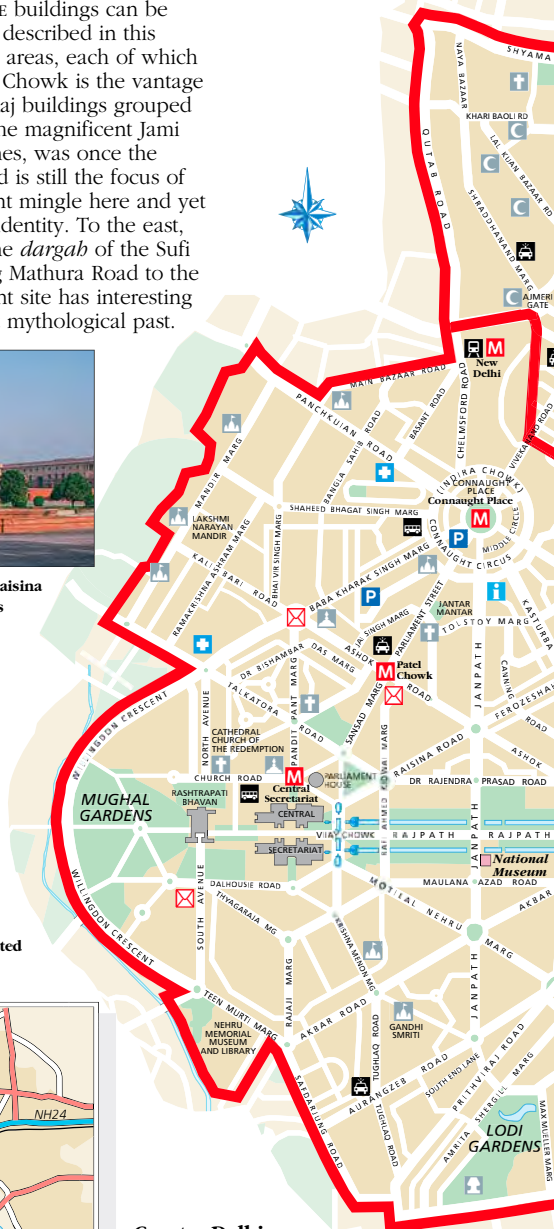 E buildings can be
described in this
areas, each of which
Chowk is the vantage
aj buildings grouped
he magnificent Jami
nes, was once the
d is still the focus of
nt mingle here and yet
dentity. To the east,
ne dargah of the Sufi
g Mathura Road to the
nt site has interesting
mythological past.
aisina
s
ted
NH24
SHYAMA
NAYA BAZAAR
KHARI BAOLI RD
QUTAB ROAD
LAL KUAN BAZAAR RD
SHRADDHANAND MARG
AJMERI
GATE
M
New
Delhi
MAIN BAZAAR ROAD
PANCHKUIAN ROAD
BASANT ROAD
CHELMSFORD ROAD
VIVEKANAND ROAD
BANGLA SAHIB ROAD
(INDIRA CHOWK)
CONNAUGHT
PLACE
Connaught Place
M
MIDDLE CIRCLE
CONNAUGHT CIRCUS
P
MANDIR MARG
SHAHEED BHAGAT SINGH MARG
LAKSHMI
NARAYAN
MANDIR
BHAI VIR SINGH MARG
RAMAKRISHNA ASHRAM MARG
KALI BARI ROAD
BABA KHARAK SINGH MARG
P
i
JANTAR
MANTAR
TOLSTOY MARG
KASTURBA
JAI SINGH MARG
PARLIAMENT STREET
ASHOK
ROAD
DR BISHAMBAR DAS MARG
M
Patel
Chowk
JANPATH
CANNING
ROAD
FEROZESHAH
WILLINGDON CRESCENT
NORTH AVENUE
TALKATORA ROAD
PANDIT PANT MARG
SANSAD MARG
CATHEDRAL
CHURCH OF
THE REDEMPTION
RAISINA ROAD
ASHOK
CHURCH ROAD
M
Central
Secretariat
PARLIAMENT
HOUSE
RAFI AHMED KIDWAI MARG
DR RAJENDRA PRASAD ROAD
MUGHAL
GARDENS
RASHTRAPATI
BHAVAN
CENTRAL
VIJAY CHOWK
RAJPATH
RAJPATH
JANPATH
SECRETARIAT
National
Museum
WILLINGDON CRESCENT
SOUTH AVENUE
DALHOUSIE ROAD
MAULANA AZAD ROAD
MOTILAL NEHRU MARG
AKBAR
THYAGARAJA MG
KRISHNA MENON MG
RAJAJI MARG
JANPATH
TEEN MURTI MARG
AKBAR ROAD
NEHRU
MEMORIAL
MUSEUM
AND LIBRARY
GANDHI
SMRITI
TUGHLAQ ROAD
AURANGZEB ROAD
SOUTH END LANE
PRITHVIRAJ ROAD
SAFDARJUNG ROAD
TUGHLAQ ROAD
AMRITA SHERGILL MARG
LODI
GARDENS
MAX MUELLER MARG